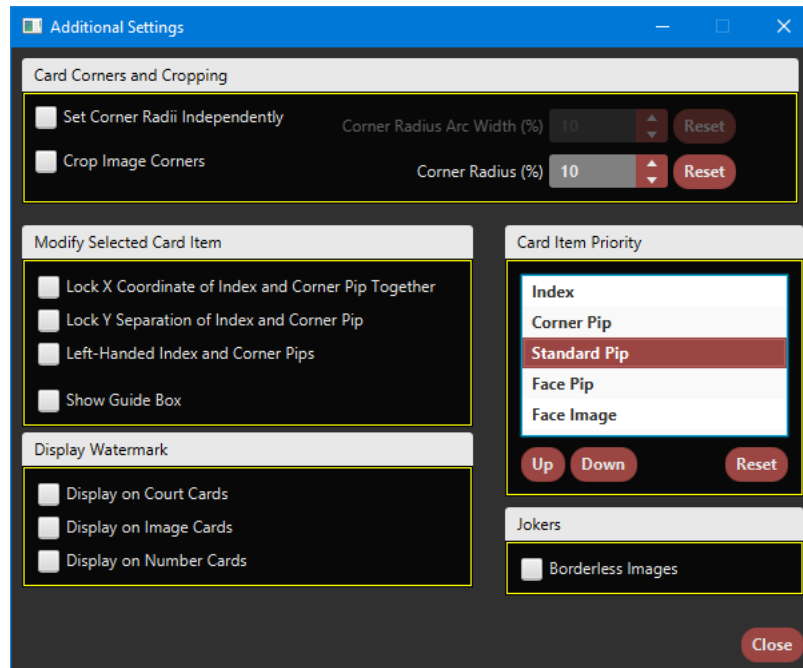 Additional Settings
Card Corners and Cropping
Set Corner Radii Independently
Corner Radius Arc Width (%) 10 Reset
Crop Image Corners
Corner Radius (%) 10 Reset
Modify Selected Card Item
Lock X Coordinate of Index and Corner Pip Together
Lock Y Separation of Index and Corner Pip
Left-Handed Index and Corner Pips
Show Guide Box
Display Watermark
Display on Court Cards
Display on Image Cards
Display on Number Cards
Card Item Priority
Index
Corner Pip
Standard Pip
Face Pip
Face Image
Up Down Reset
Jokers
Borderless Images
Close